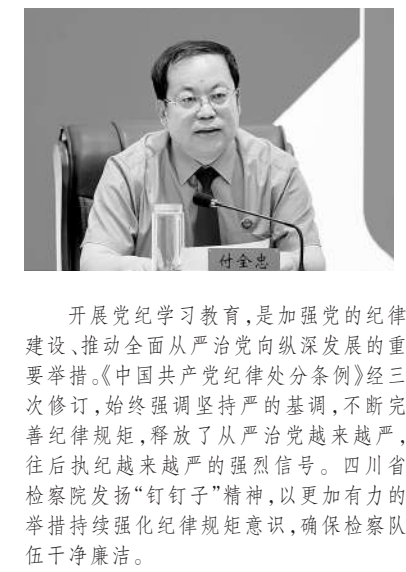 付全忠
开展党纪学习教育,是加强党的纪律
建设、推动全面从严治党向纵深发展的重
要举措。《中国共产党纪律处分条例》经三
次修订,始终强调坚持严的基调,不断完
善纪律规矩,释放了从严治党越来越严,
往后执纪越来越严的强烈信号。四川省
检察院发扬“钉钉子”精神,以更加有力的
举措持续强化纪律规矩意识,确保检察队
伍干净廉洁。